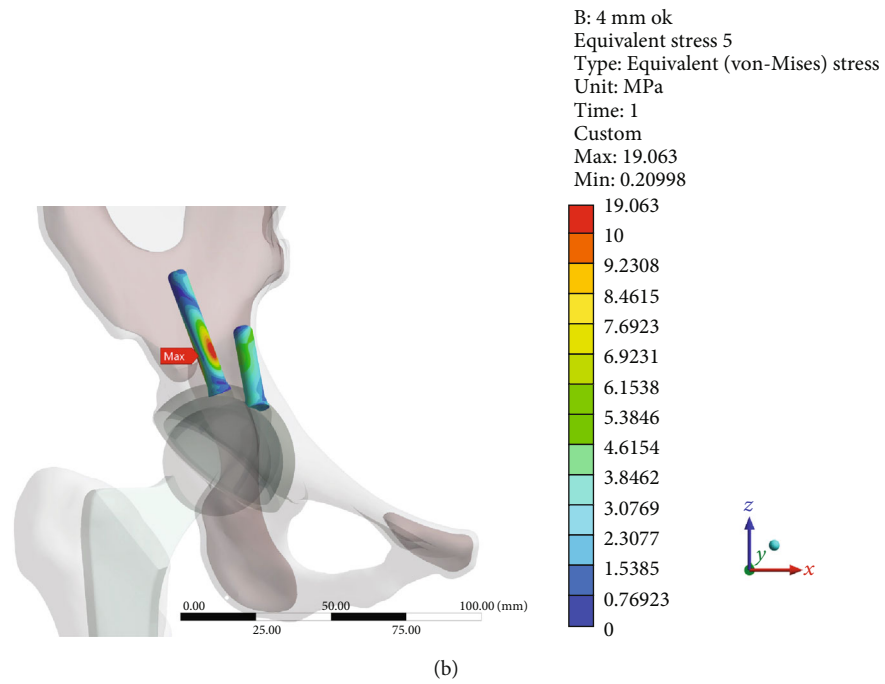 B: 4 mm ok
Equivalent stress 5
Type: Equivalent (von-Mises) stress
Unit: MPa
Time: 1
Custom
Max: 19.063
Min: 0.20998
19.063
10
9.2308
8.4615
7.6923
6.9231
6.1538
5.3846
4.6154
3.8462
3.0769
2.3077
1.5385
0.76923
0
Max
z
y
x
0.00 50.00 100.00 (mm)
25.00 75.00
(b)